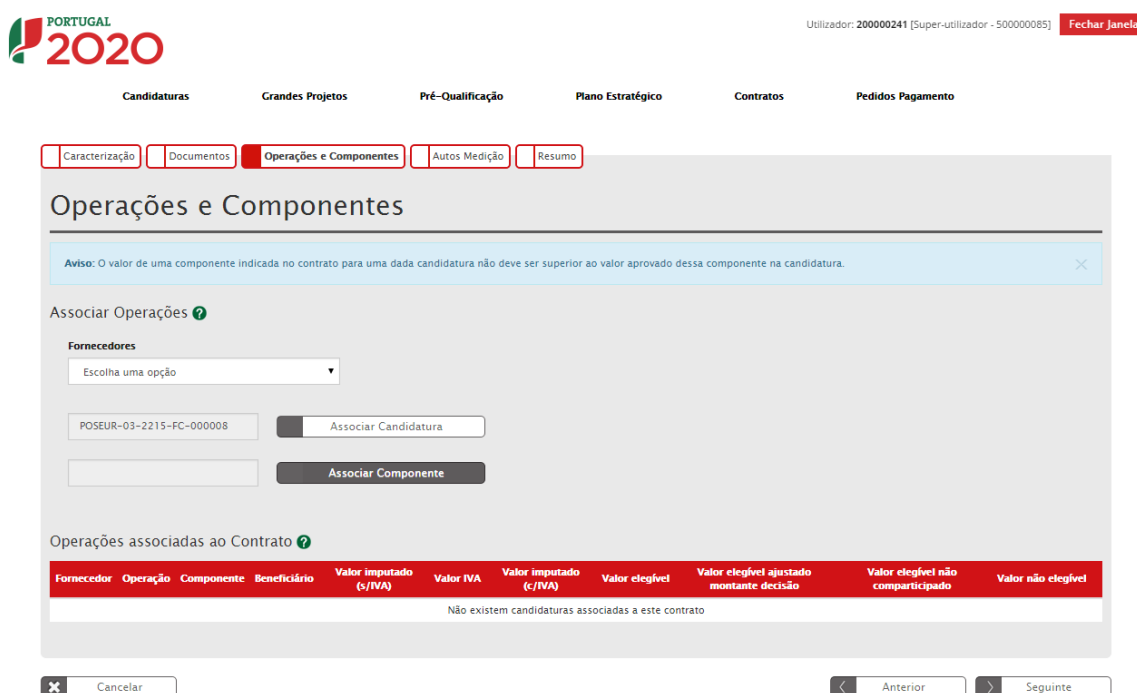 PORTUGAL
2020
Utilizador: 200000241 [Super-utilizador - 500000085]
Fechar Janela
Candidaturas Grandes Projetos Pré-Qualificação Plano Estratégico Contratos Pedidos Pagamento
Caracterização Documentos Operações e Componentes Autos Medição Resumo
Operações e Componentes
Aviso: O valor de uma componente indicada no contrato para uma dada candidatura não deve ser superior ao valor aprovado dessa componente na candidatura.
Associar Operações ?
Fornecedores
Escolha uma opção
POSEUR-03-2215-FC-000008 Associar Candidatura
Associar Componente
Operações associadas ao Contrato ?
Fornecedor Operação Componente Beneficiário Valor imputado (s/IVA) Valor IVA Valor imputado (c/IVA) Valor elegível Valor elegível ajustado montante decisão Valor elegível não comparticipado Valor não elegível
Não existem candidaturas associadas a este contrato
Cancelar Anterior Seguinte